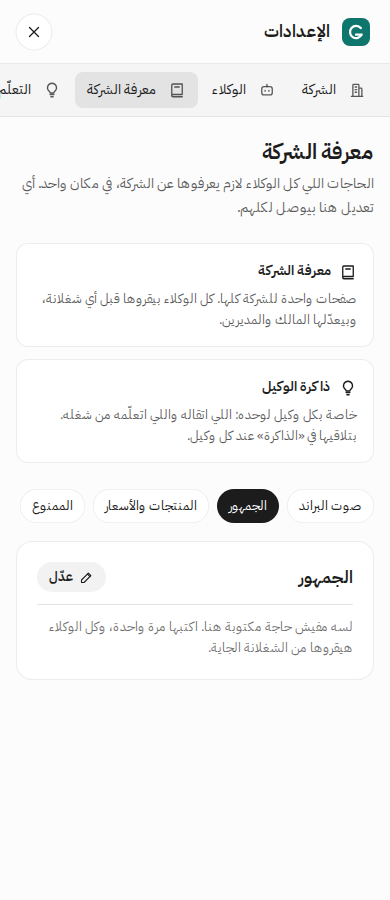 الإعدادات
الشركة
الوكلاء
معرفة الشركة
معرفة الشركة
الحاجات اللي كل الوكلاء لازم يعرفوها عن الشركة، في مكان واحد. أي
تعديل هنا بيوصل لكلهم.
معرفة الشركة
صفحات واحدة للشركة كلها. كل الوكلاء بيقروها قبل أي شغلانة،
وبيعدّلها المالك والمديرين.
ذاكرة الوكيل
خاصة بكل وكيل لوحده: اللي اتقاله واللي اتعلّمه من شغله.
بتلاقيها في «الذاكرة» عند كل وكيل.
صوت البراند
الجمهور
المنتجات والأسعار
الممنوع
الجمهور
عدّل
لسه مفيش حاجة مكتوبة هنا. اكتبها مرة واحدة، وكل الوكلاء
هيقروها من الشغلانة الجاية.